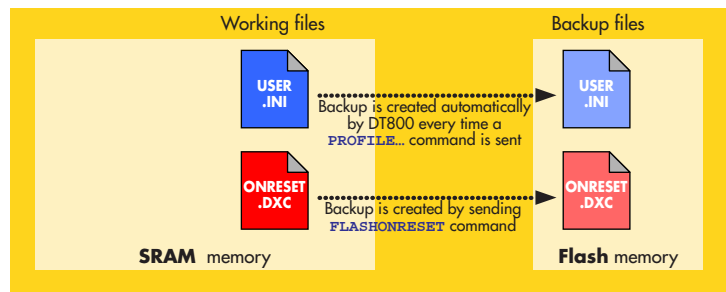 Working files
Backup files
USER
.INI
USER
.INI
Backup is created automatically
by DT800 every time a
PROFILE… command is sent
ONRESET
.DXC
ONRESET
.DXC
Backup is created by sending
FLASHONRESET command
SRAM memory
Flash memory